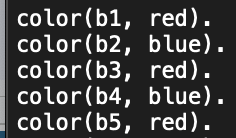 color(b1, red).
color(b2, blue).
color(b3, red).
color(b4, blue).
color(b5, red).